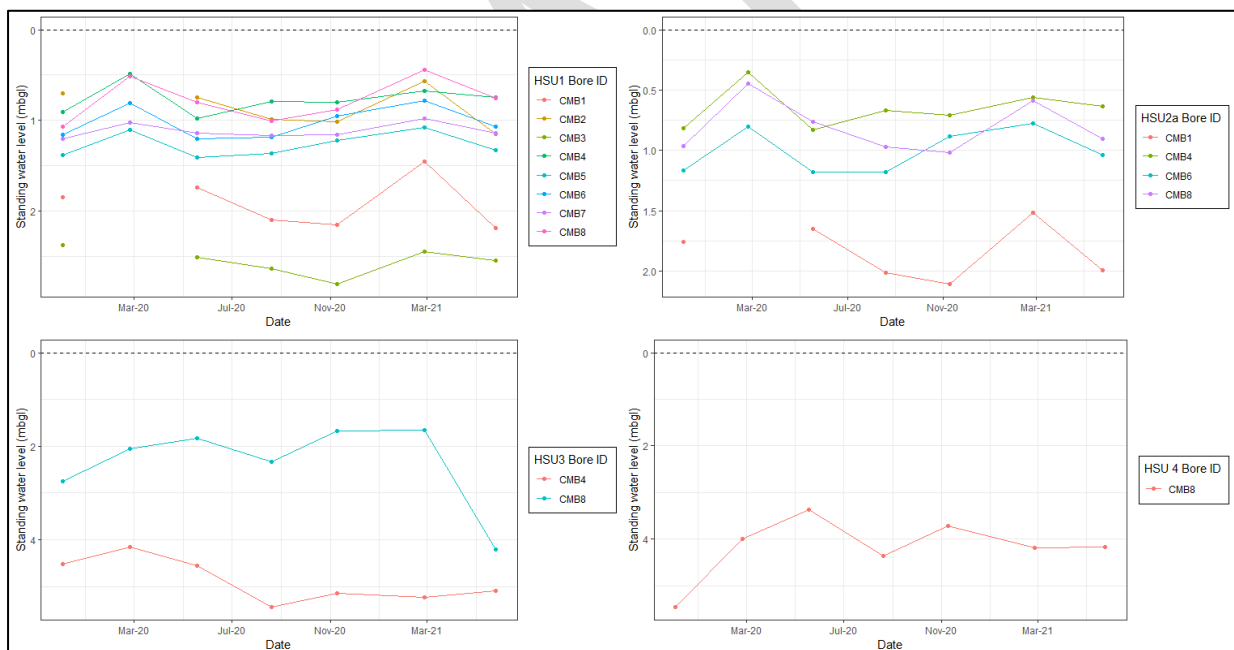 0
1
2
Standing water level (mbgl)
Mar-20
Jul-20
Nov-20
Mar-21
Date
HSU1 Bore ID
CMB1
CMB2
CMB3
CMB4
CMB5
CMB6
CMB7
CMB8
0.0
0.5
1.0
1.5
2.0
Standing water level (mbgl)
Mar-20
Jul-20
Nov-20
Mar-21
Date
HSU2a Bore ID
CMB1
CMB4
CMB6
CMB8
0
2
4
Standing water level (mbgl)
Mar-20
Jul-20
Nov-20
Mar-21
Date
HSU3 Bore ID
CMB4
CMB8
0
2
4
Standing water level (mbgl)
Mar-20
Jul-20
Nov-20
Mar-21
Date
HSU 4 Bore ID
CMB8